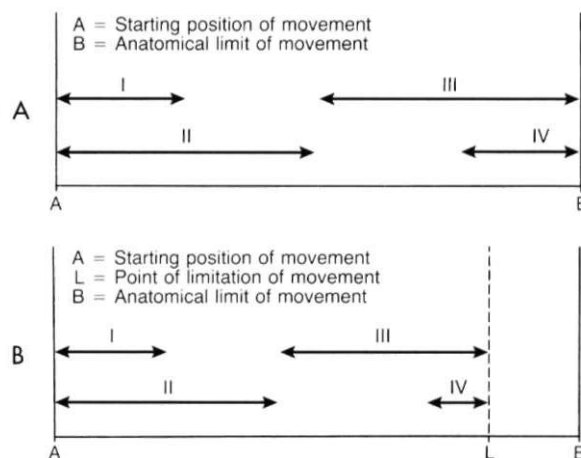 A = Starting position of movement
B = Anatomical limit of movement
I
III
A
II
IV
A
B
A = Starting position of movement
L = Point of limitation of movement
B = Anatomical limit of movement
I
III
B
II
IV
A
L
B